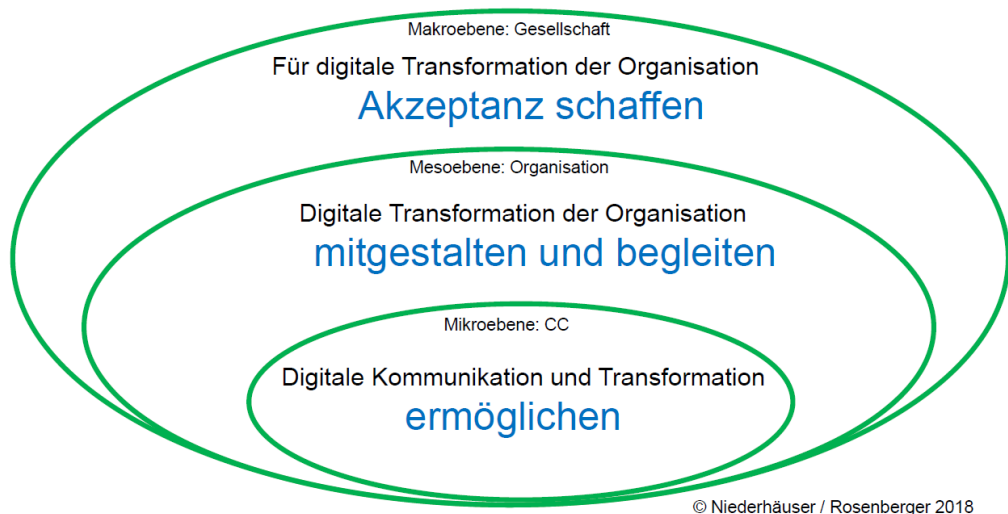 Makroebene: Gesellschaft
Für digitale Transformation der Organisation
Akzeptanz schaffen
Mesoebene: Organisation
Digitale Transformation der Organisation
mitgestalten und begleiten
Mikroebene: CC
Digitale Kommunikation und Transformation
ermöglichen
© Niederhäuser / Rosenberger 2018